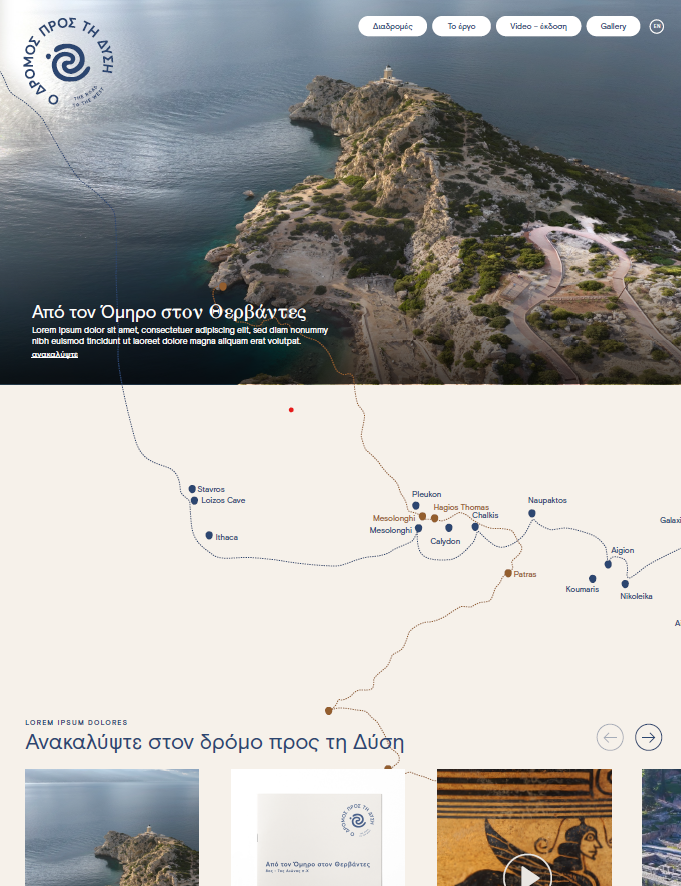 Ο ΔΡΟΜΟΣ ΠΡΟΣ ΤΗ ΔΥΣΗ
THE ROAD
TO THE WEST
Διαδρομές
Το έργο
Video - έκδοση
Gallery
EN
Από τον Όμηρο στον Θερβάντες
Lorem ipsum dolor sit amet, consectetuer adipiscing elit, sed diam nonummy
nibh euismod tincidunt ut laoreet dolore magna aliquam erat volutpat.
ανακαλύψτε
Stavros
Loizos Cave
Ithaca
Pleukon
Hagios Thomas
Mesolonghi
Chalkis
Mesolonghi
Calydon
Naupaktos
Galaxi
Aigion
Patras
Koumaris
Nikoleika
LOREM IPSUM DOLORES
Ανακαλύψτε στον δρόμο προς τη Δύση
Ο ΔΡΟΜΟΣ ΠΡΟΣ ΤΗ ΔΥΣΗ
Από τον Όμηρο στον Θερβάντες